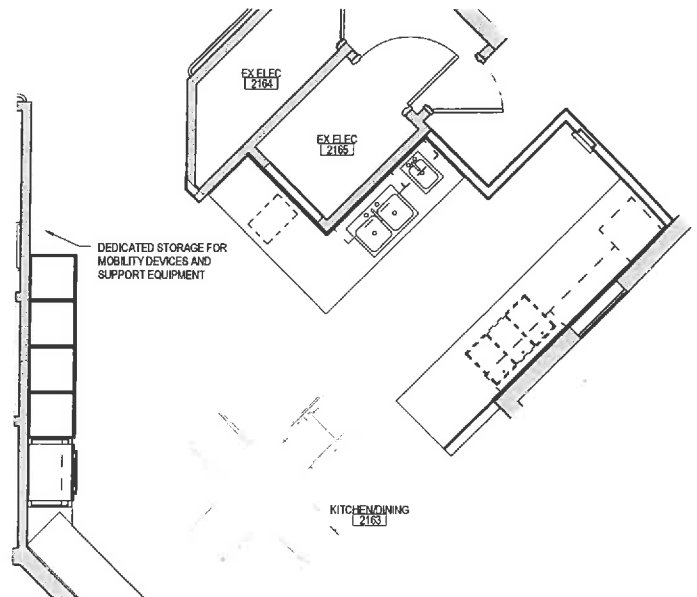 EX ELEC
2164
EX ELEC
2165
DEDICATED STORAGE FOR
MOBILITY DEVICES AND
SUPPORT EQUIPMENT
KITCHEN/DINING
2163